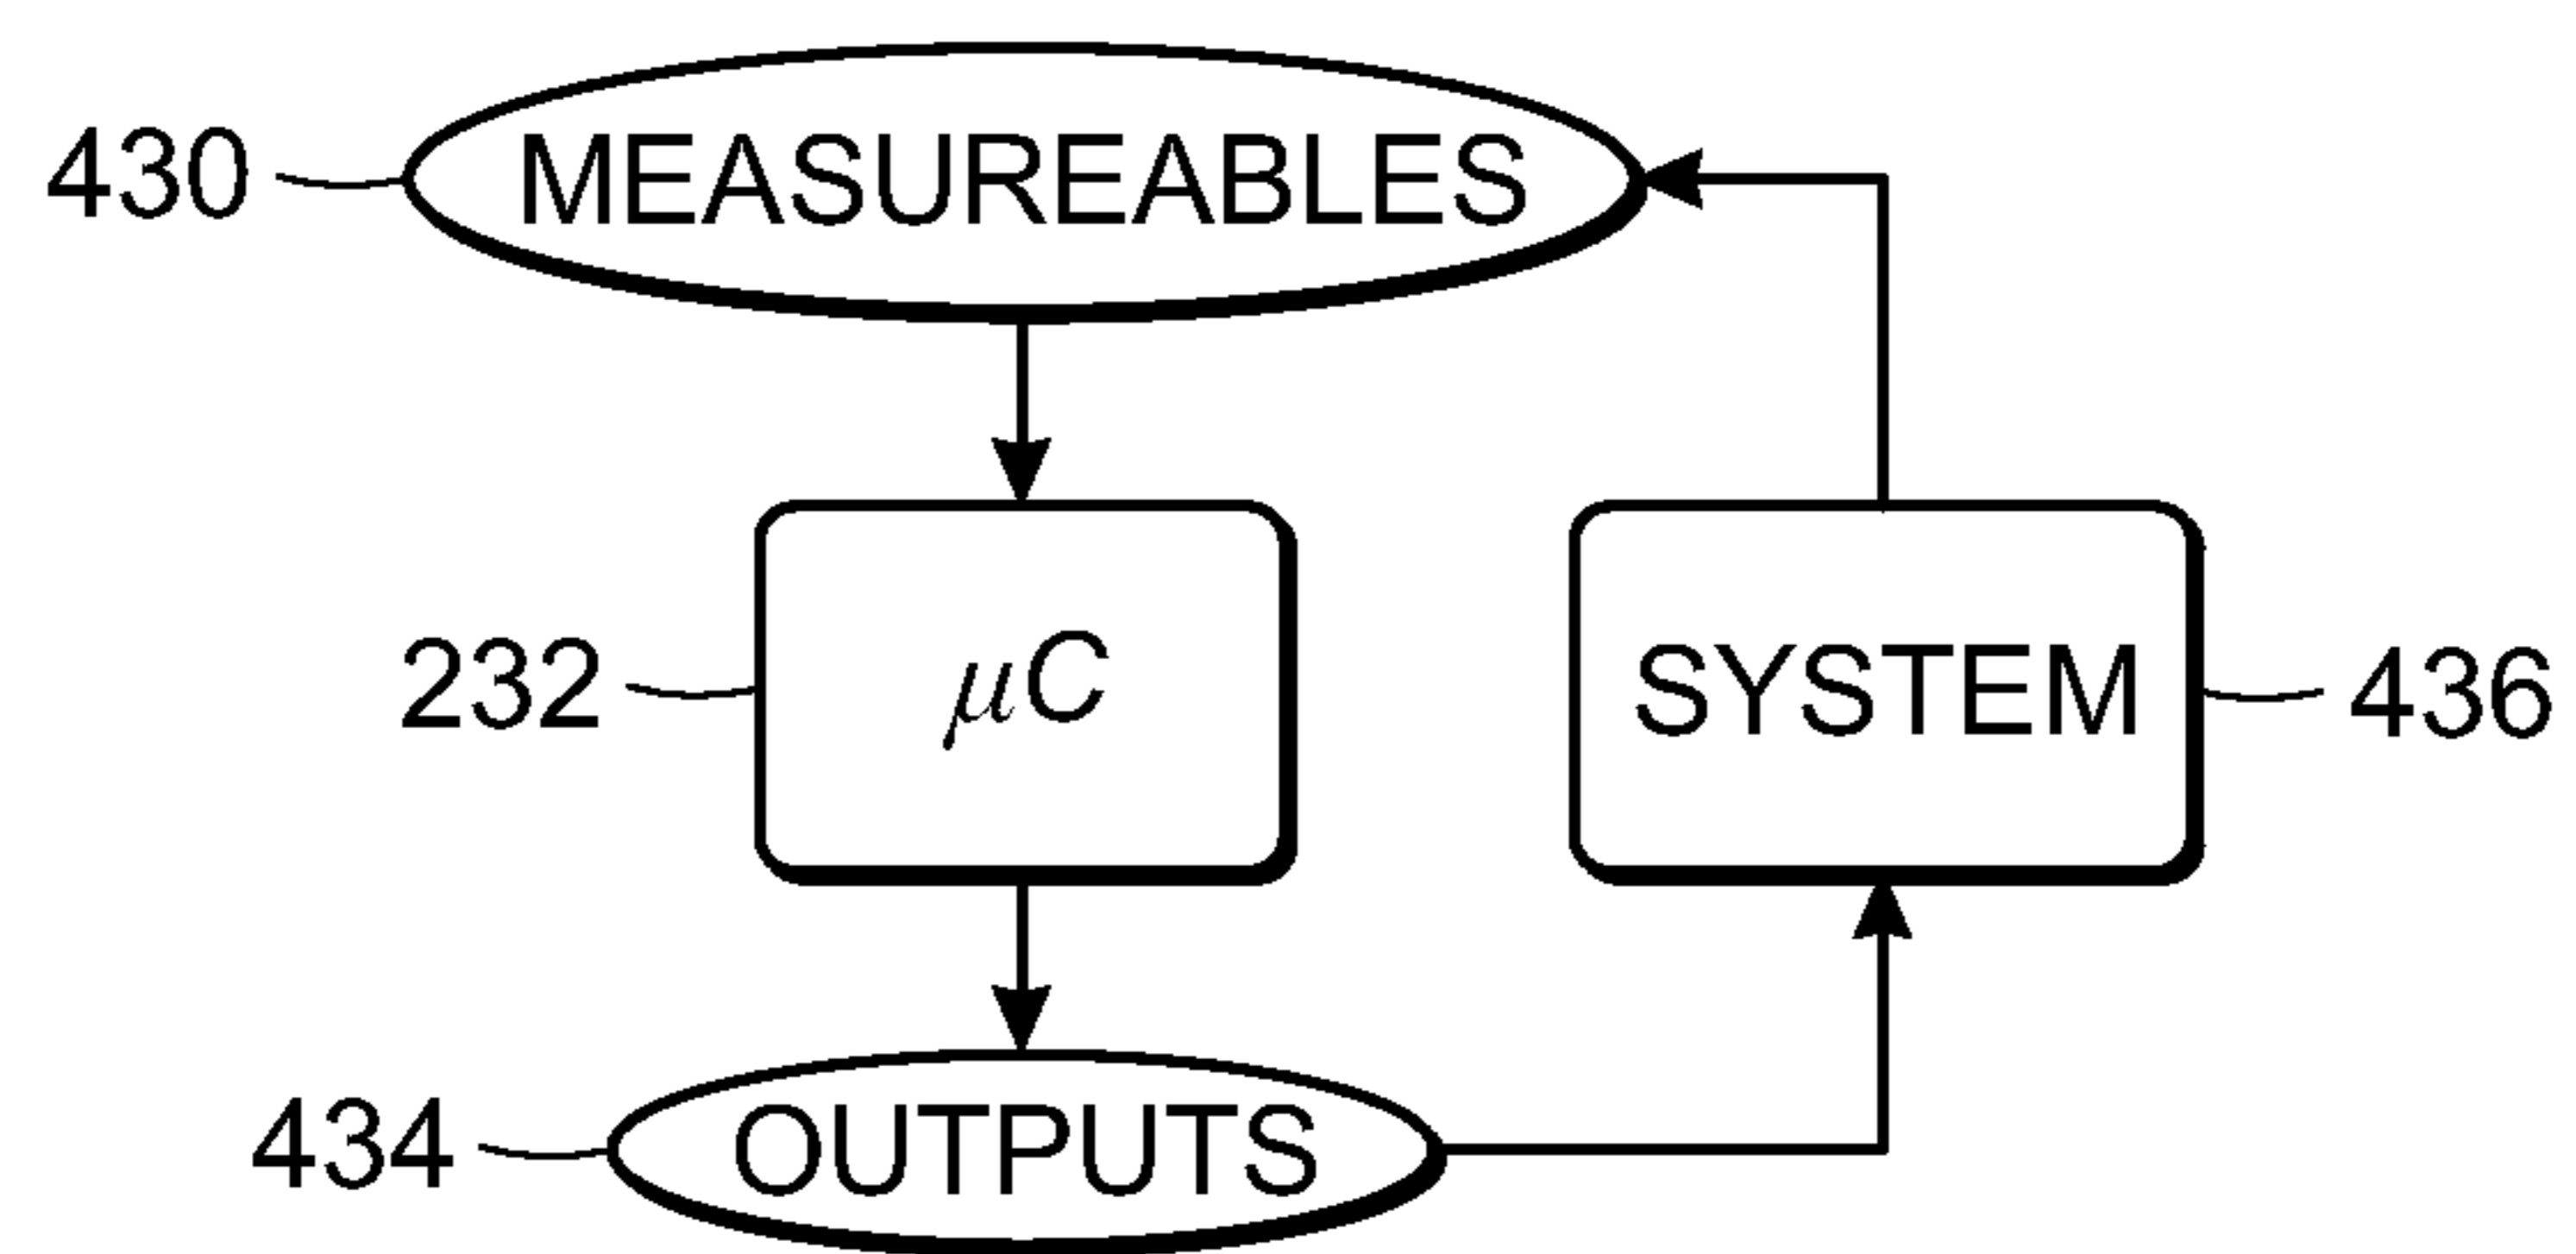 430
MEASUREABLES
232
μC
SYSTEM
436
434
OUTPUTS